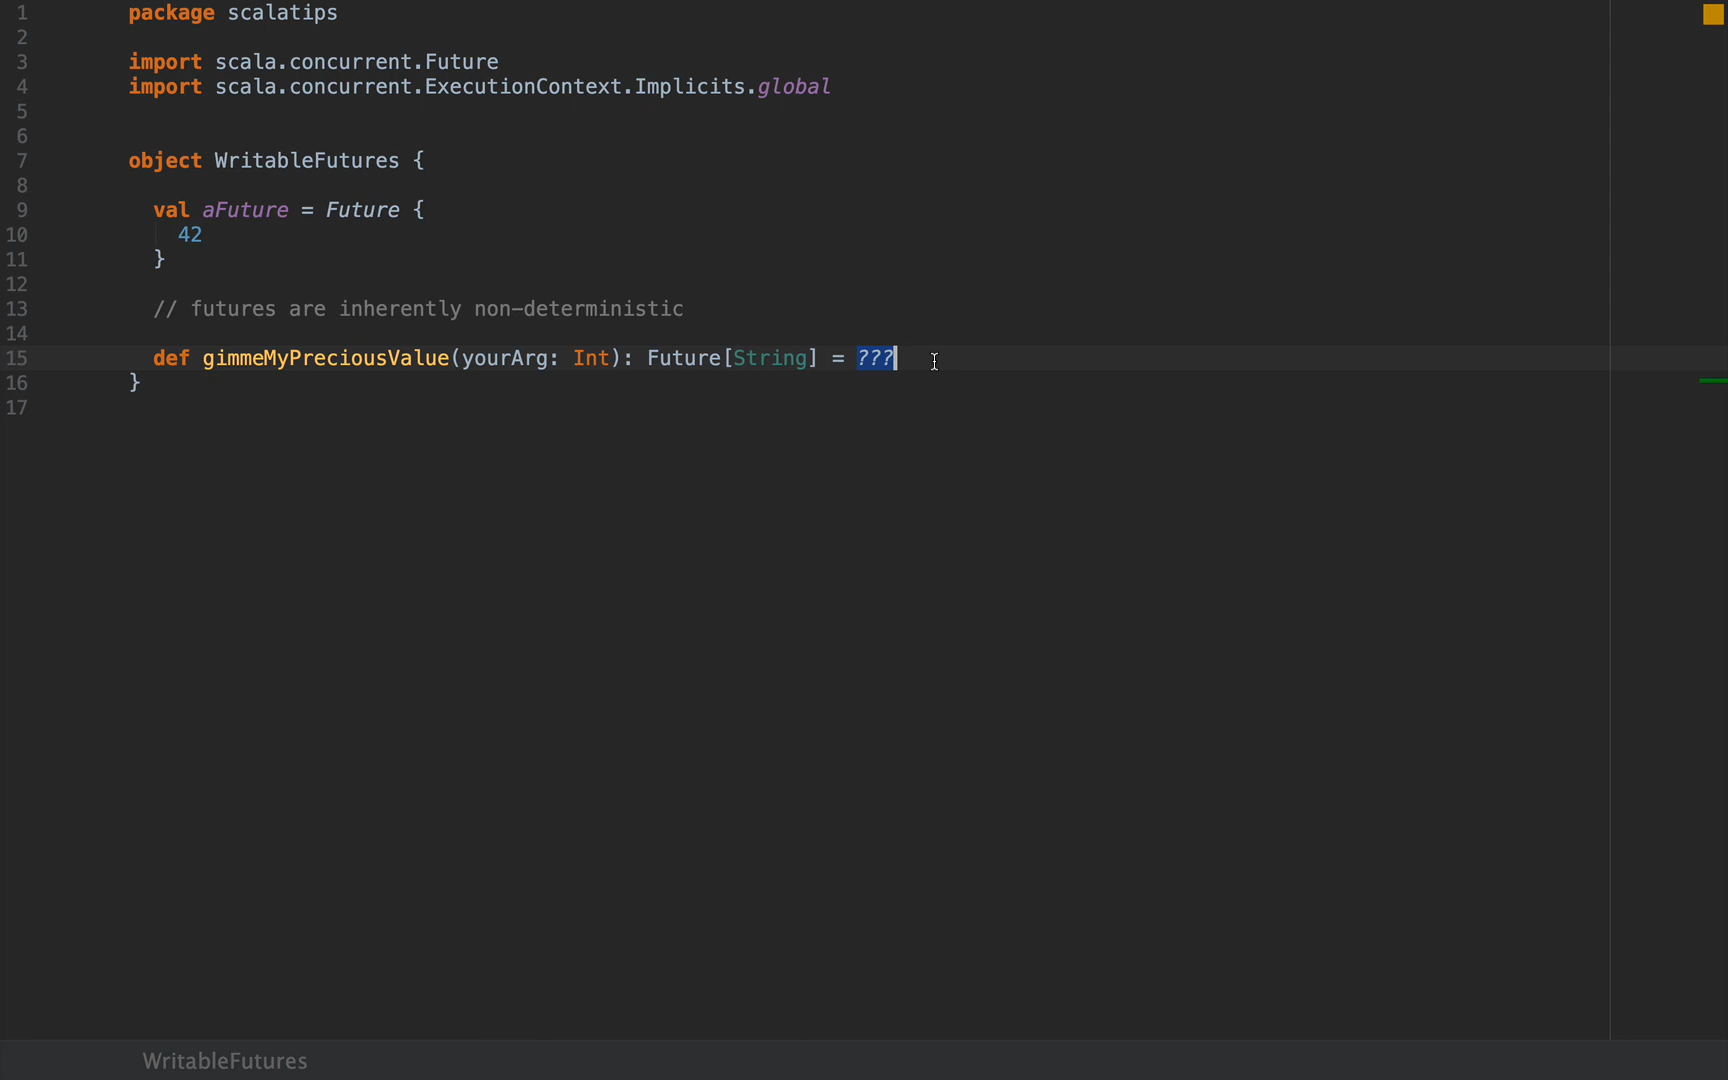 1 package scalatips
2
3 import scala.concurrent.Future
4 import scala.concurrent.ExecutionContext.Implicits.global
5
6
7 object WritableFutures {
8
9 val aFuture = Future {
10 42
11 }
12
13 // futures are inherently non-deterministic
14
15 def gimmeMyPreciousValue(yourArg: Int): Future[String] = ???
16 }
17
WritableFutures